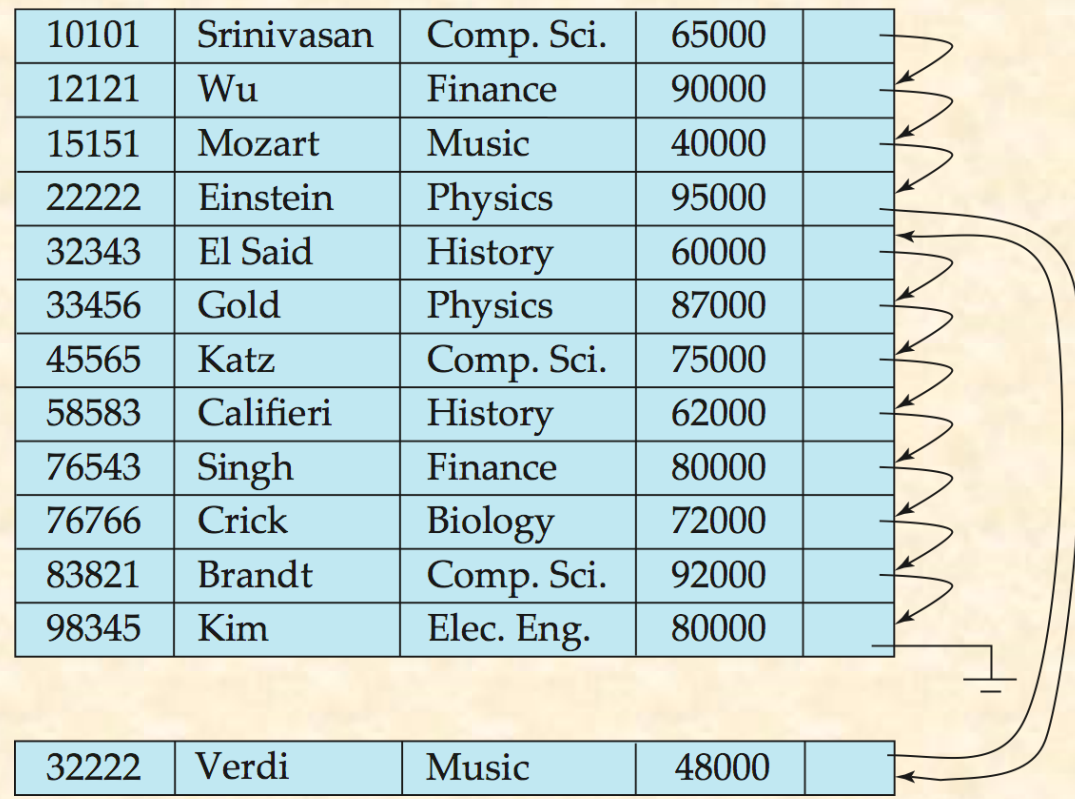 10101 Srinivasan Comp. Sci. 65000
12121 Wu Finance 90000
15151 Mozart Music 40000
22222 Einstein Physics 95000
32343 El Said History 60000
33456 Gold Physics 87000
45565 Katz Comp. Sci. 75000
58583 Califieri History 62000
76543 Singh Finance 80000
76766 Crick Biology 72000
83821 Brandt Comp. Sci. 92000
98345 Kim Elec. Eng. 80000
32222 Verdi Music 48000